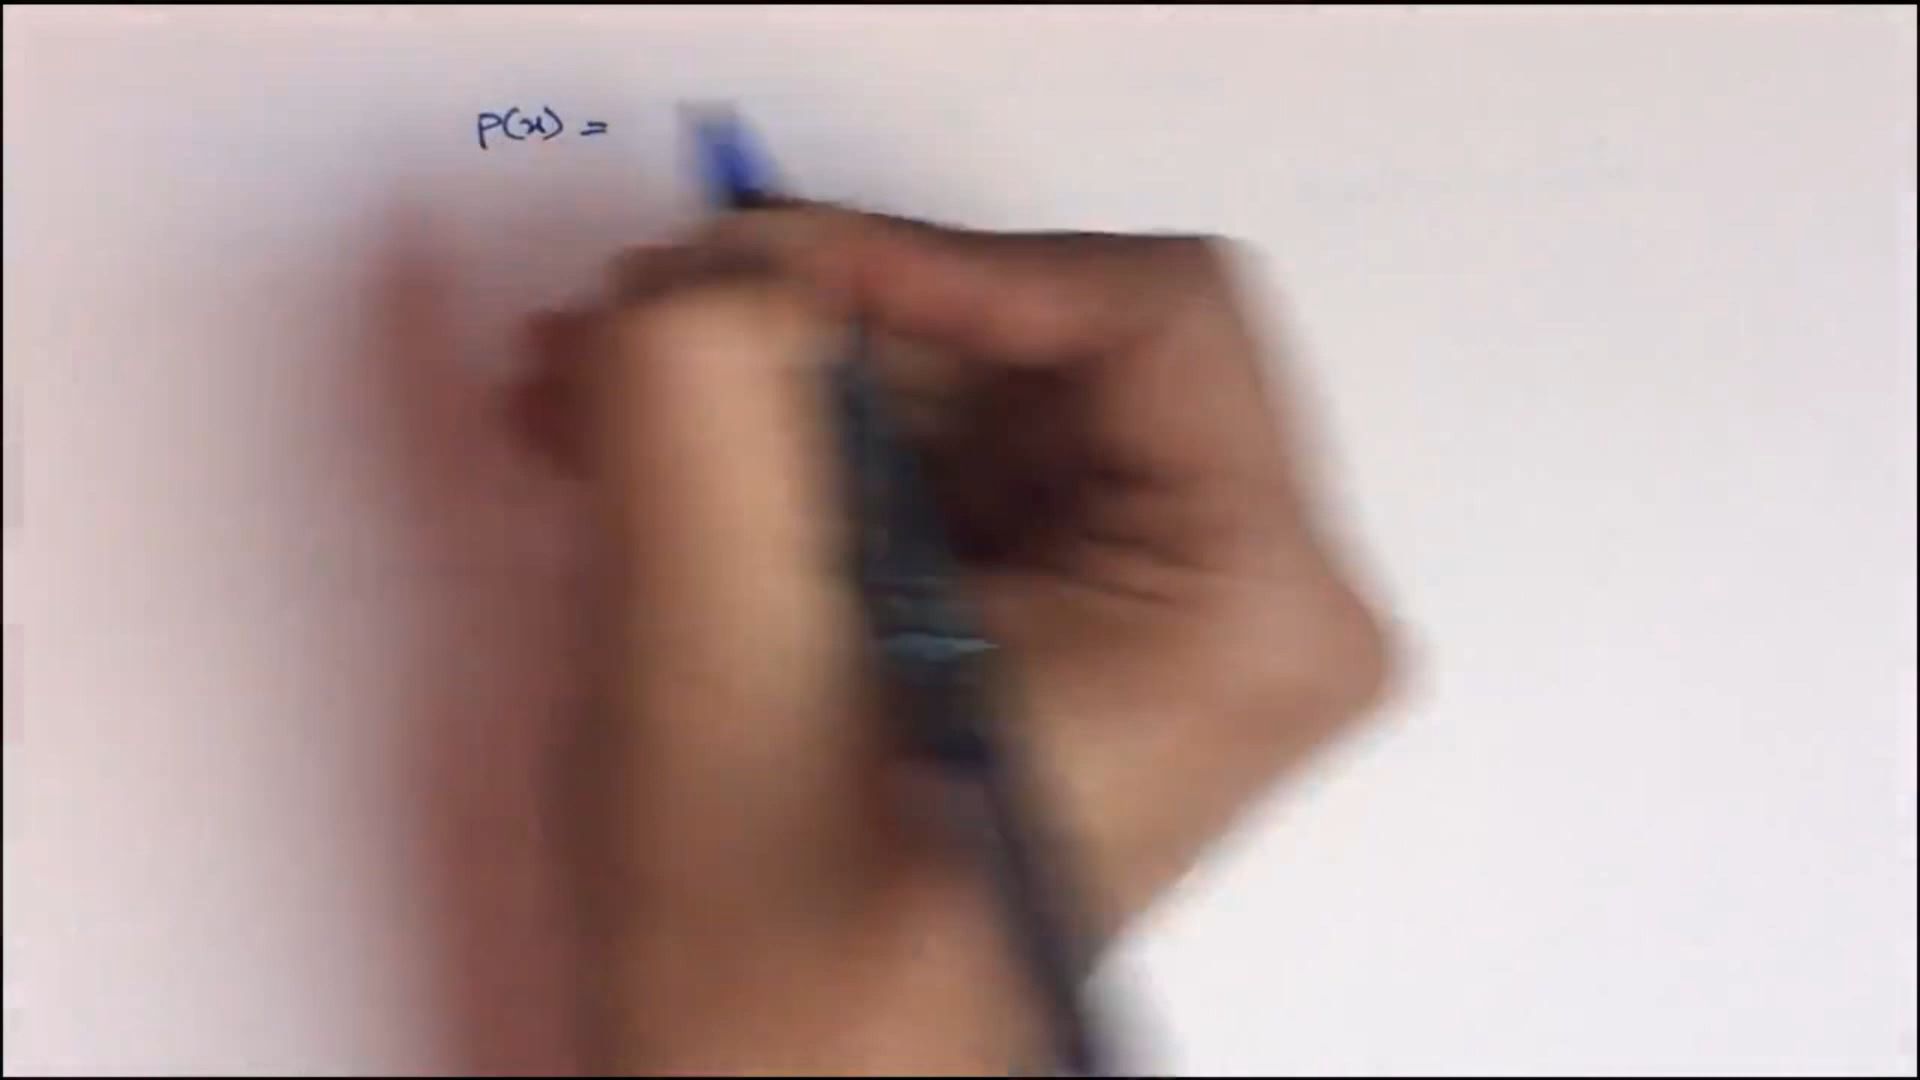 P(x) =